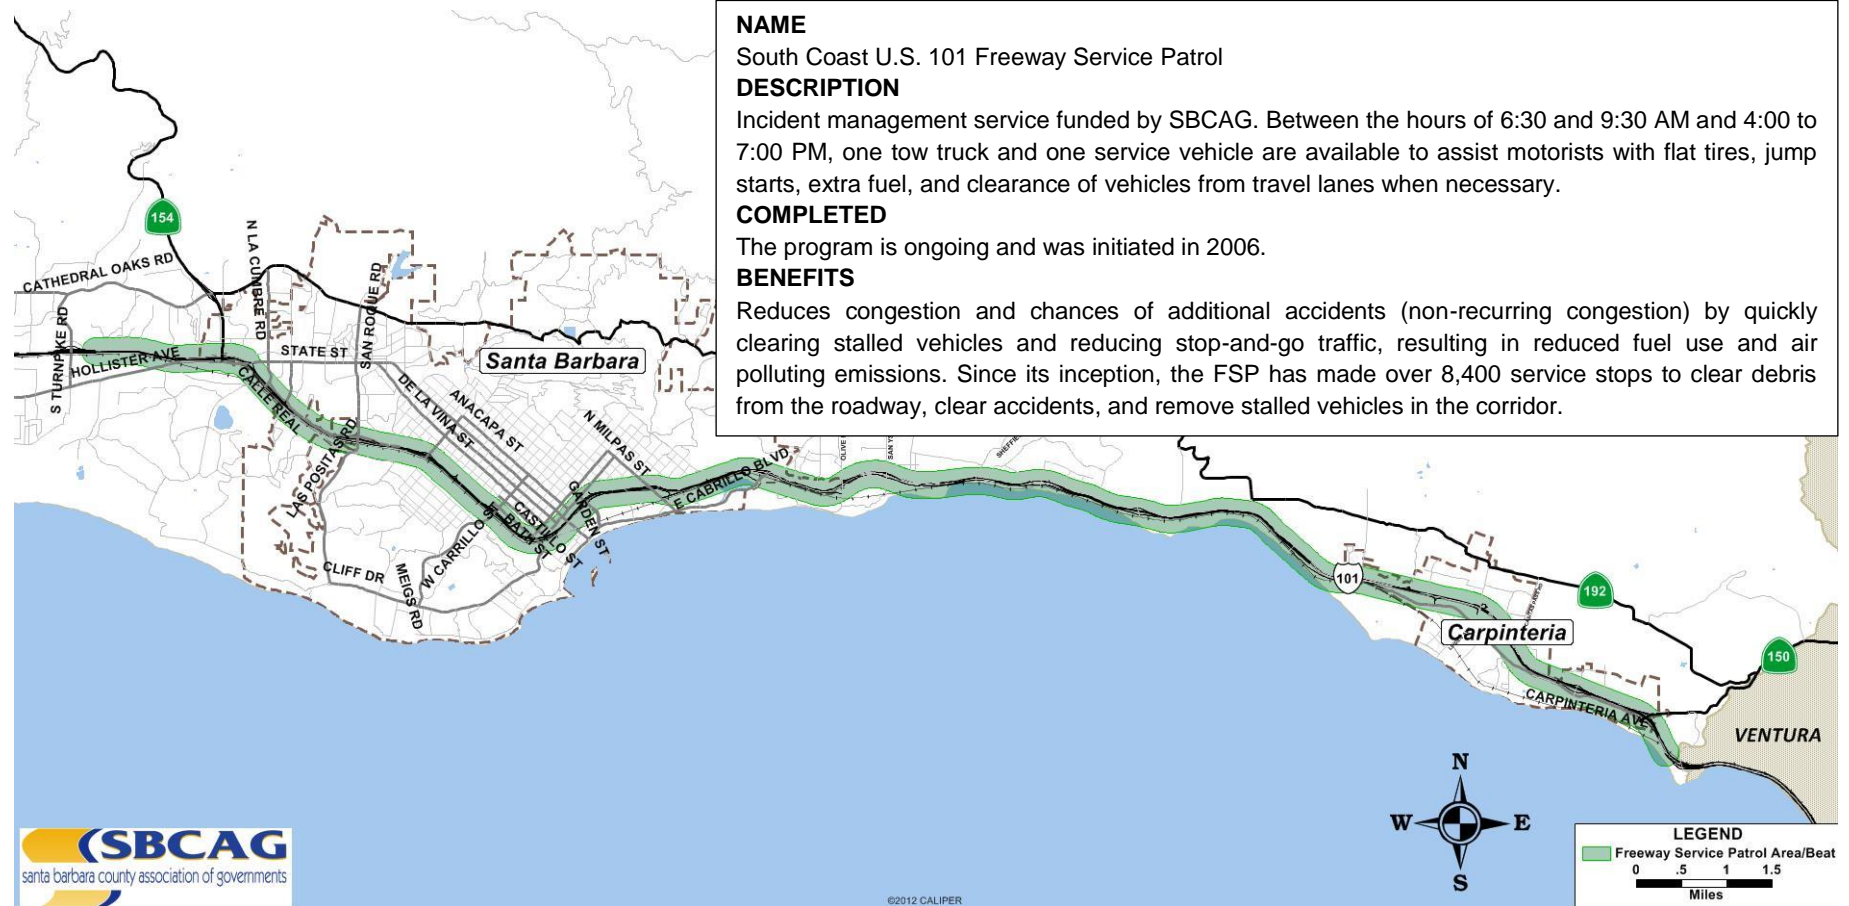 NAME
South Coast U.S. 101 Freeway Service Patrol
DESCRIPTION
Incident management service funded by SBCAG. Between the hours of 6:30 and 9:30 AM and 4:00 to
7:00 PM, one tow truck and one service vehicle are available to assist motorists with flat tires, jump
starts, extra fuel, and clearance of vehicles from travel lanes when necessary.
COMPLETED
The program is ongoing and was initiated in 2006.
BENEFITS
Reduces congestion and chances of additional accidents (non-recurring congestion) by quickly
clearing stalled vehicles and reducing stop-and-go traffic, resulting in reduced fuel use and air
polluting emissions. Since its inception, the FSP has made over 8,400 service stops to clear debris
from the roadway, clear accidents, and remove stalled vehicles in the corridor.
154
CATHEDRAL OAKS RD
N LA CUMBRE RD
SAN ROQUE RD
S TURNPIKE RD
HOLLISTER AVE
STATE ST
Santa Barbara
CALLE REAL
DE LA VINA ST
ANACAPA ST
N MILPAS ST
LAS POSITAS RD
E CABRILLO BLVD
GARDEN ST
CASTILLO ST
BATH ST
W CARRILLO ST
CLIFF DR
MEIGS RD
101
192
Carpinteria
150
CARPINTERIA AVE
VENTURA
N
W
E
S
LEGEND
Freeway Service Patrol Area/Beat
0 .5 1 1.5
Miles
SBCAG
santa barbara county association of governments
©2012 CALIPER